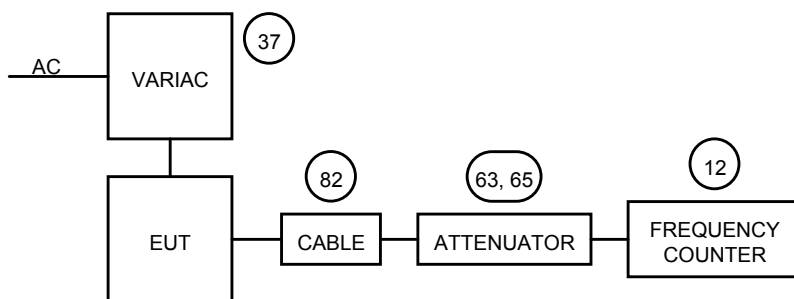 37
AC
VARIAC
82
63, 65
12
EUT
CABLE
ATTENUATOR
FREQUENCY
COUNTER